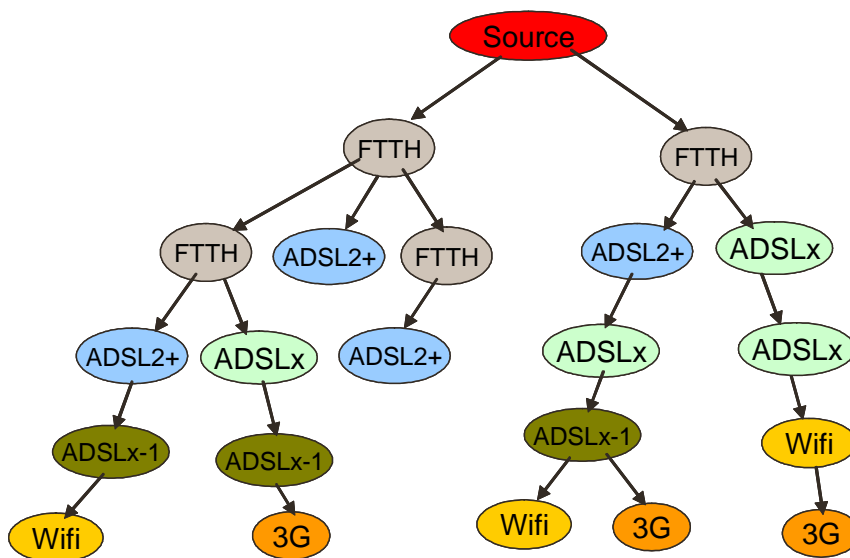 Source
FTTH
FTTH
FTTH
ADSL2+
FTTH
ADSL2+
ADSLx
ADSL2+
ADSLx
ADSL2+
ADSLx
ADSLx
ADSLx-1
ADSLx-1
ADSLx-1
Wifi
Wifi
3G
Wifi
3G
3G